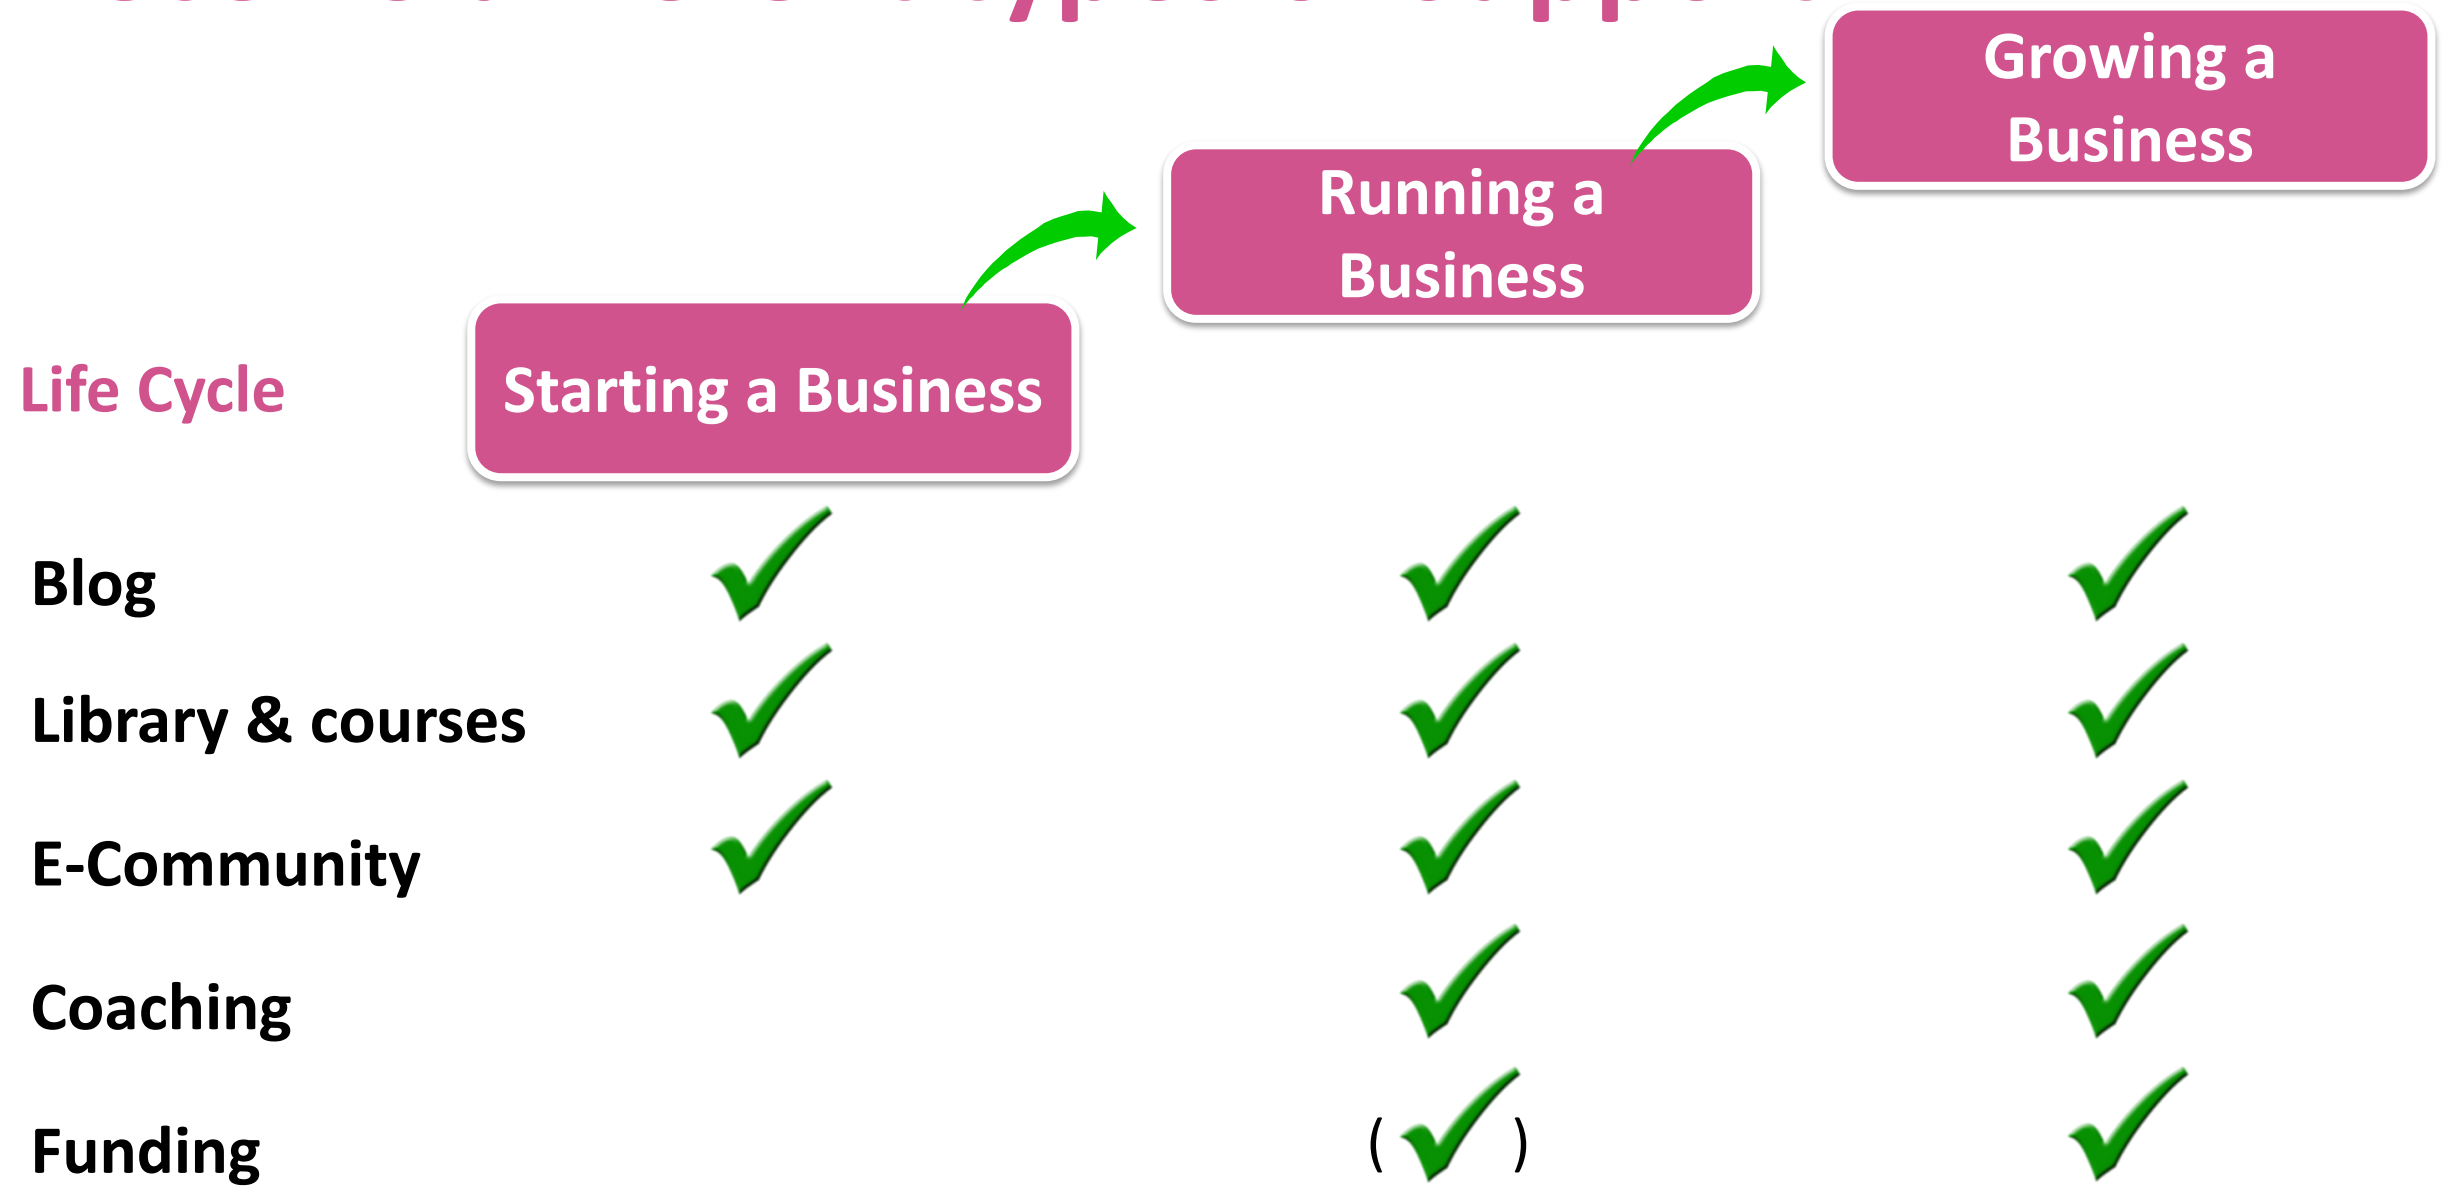 Growing a
Business
Running a
Business
Life Cycle
Starting a Business
Blog
Library & courses
E-Community
Coaching
Funding
( )